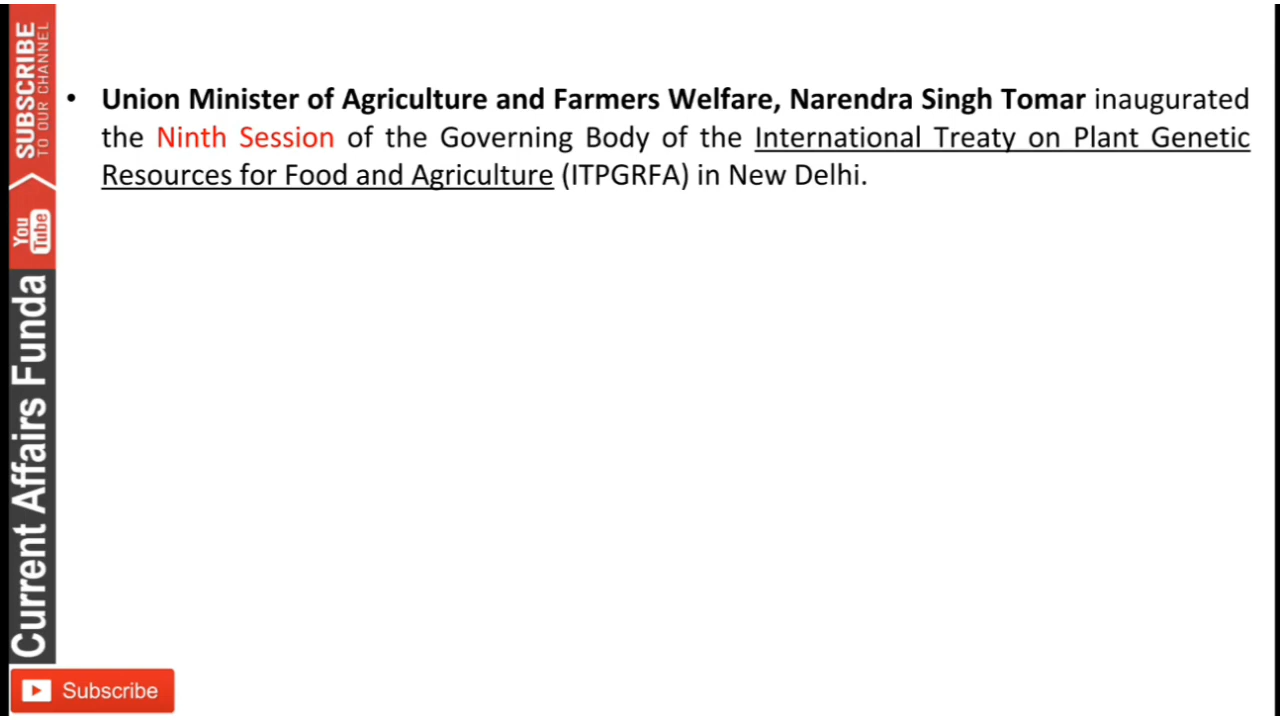 SUBSCRIBE
TO OUR CHANNEL
You
Tube
Current Affairs Funda
• Union Minister of Agriculture and Farmers Welfare, Narendra Singh Tomar inaugurated
the Ninth Session of the Governing Body of the International Treaty on Plant Genetic
Resources for Food and Agriculture (ITPGRFA) in New Delhi.
Subscribe